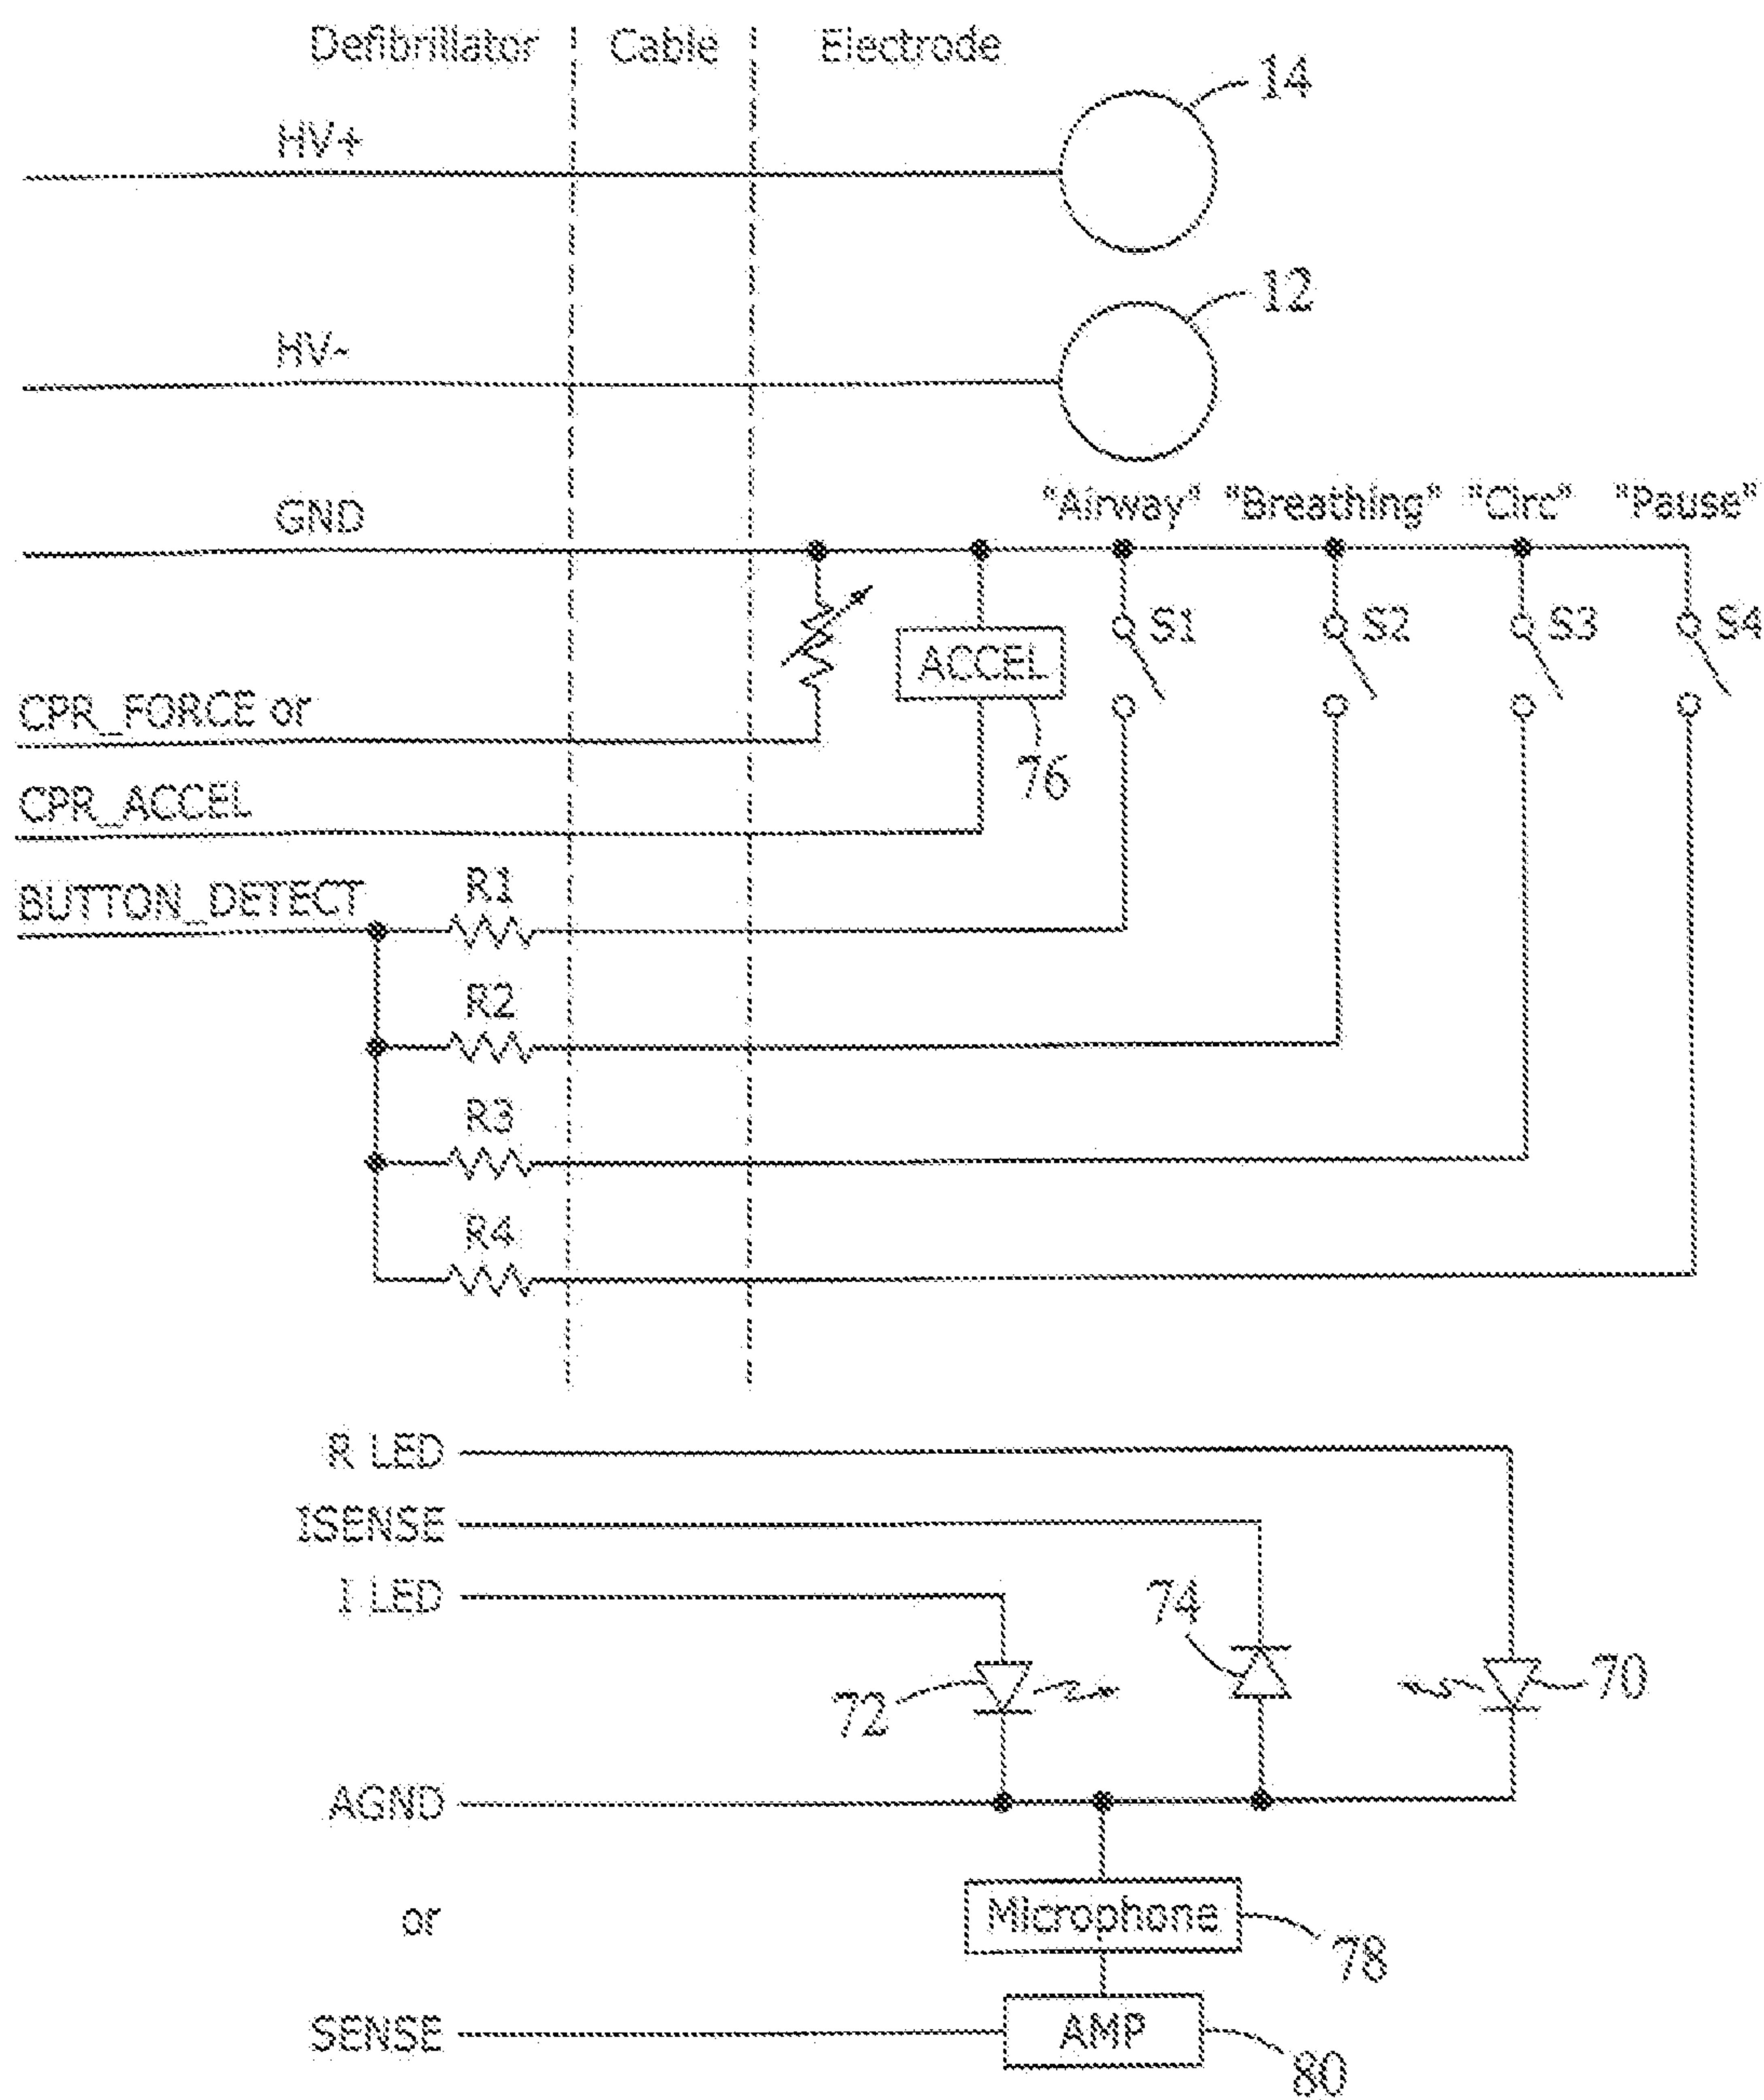 Defibrillator Cable Electrode
14
HV+
12
HV-
"Airway" "Breathing" "Circ" "Pause"
GND
S1 S2 S3 S4
ACCEL
CPR_FORCE or
76
CPR_ACCEL
BUTTON_DETECT
R1
R2
R3
R4
R LED
ISENSE
I LED
74
72
70
AGND
Microphone
or
78
SENSE
AMP
80